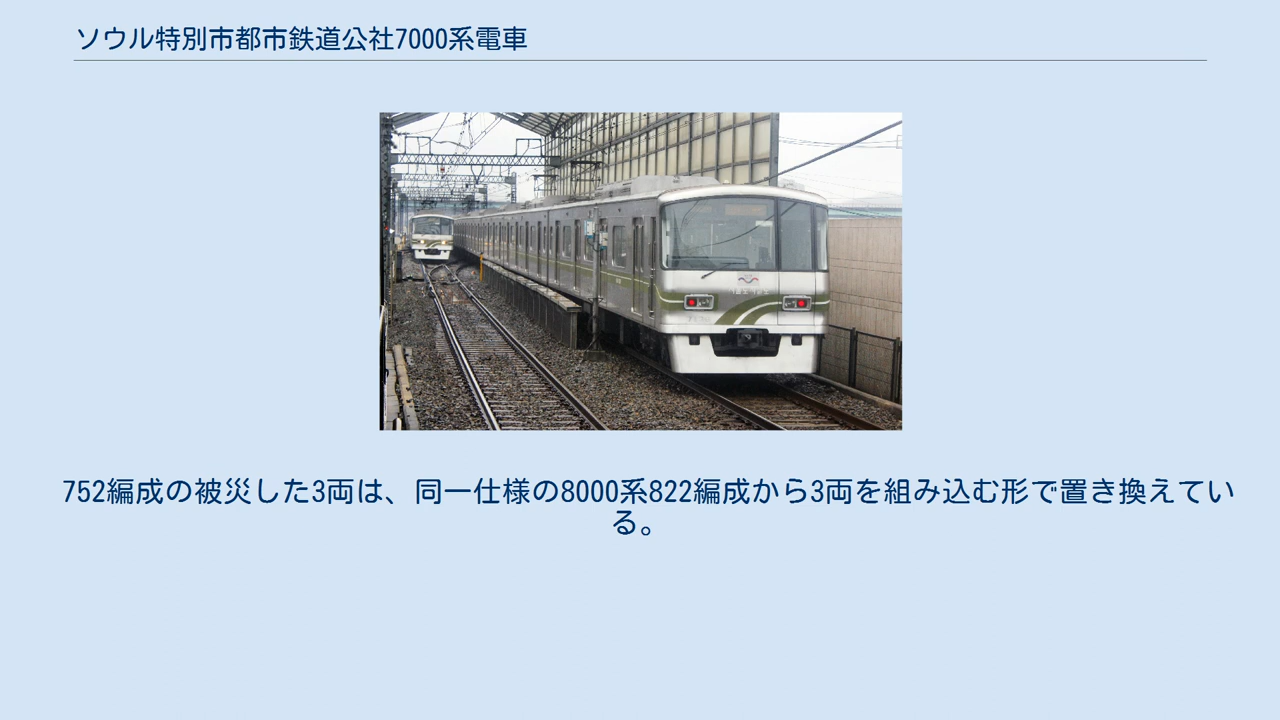 ソウル特別市都市鉄道公社7000系電車
752編成の被災した3両は、同一仕様の8000系822編成から3両を組み込む形で置き換えてい
る。